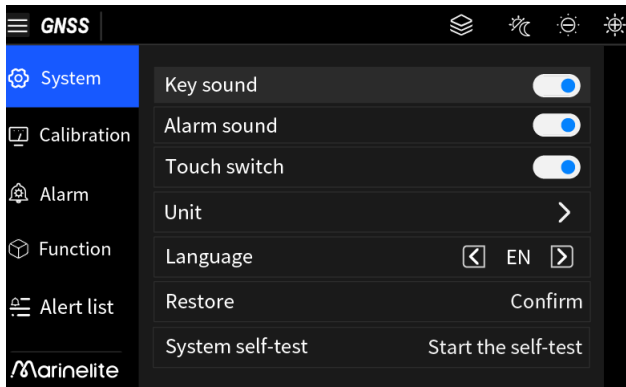 GNSS
System
Calibration
Alarm
Function
Alert list
Marinelite
Key sound
Alarm sound
Touch switch
Unit
Language EN
Restore Confirm
System self-test Start the self-test